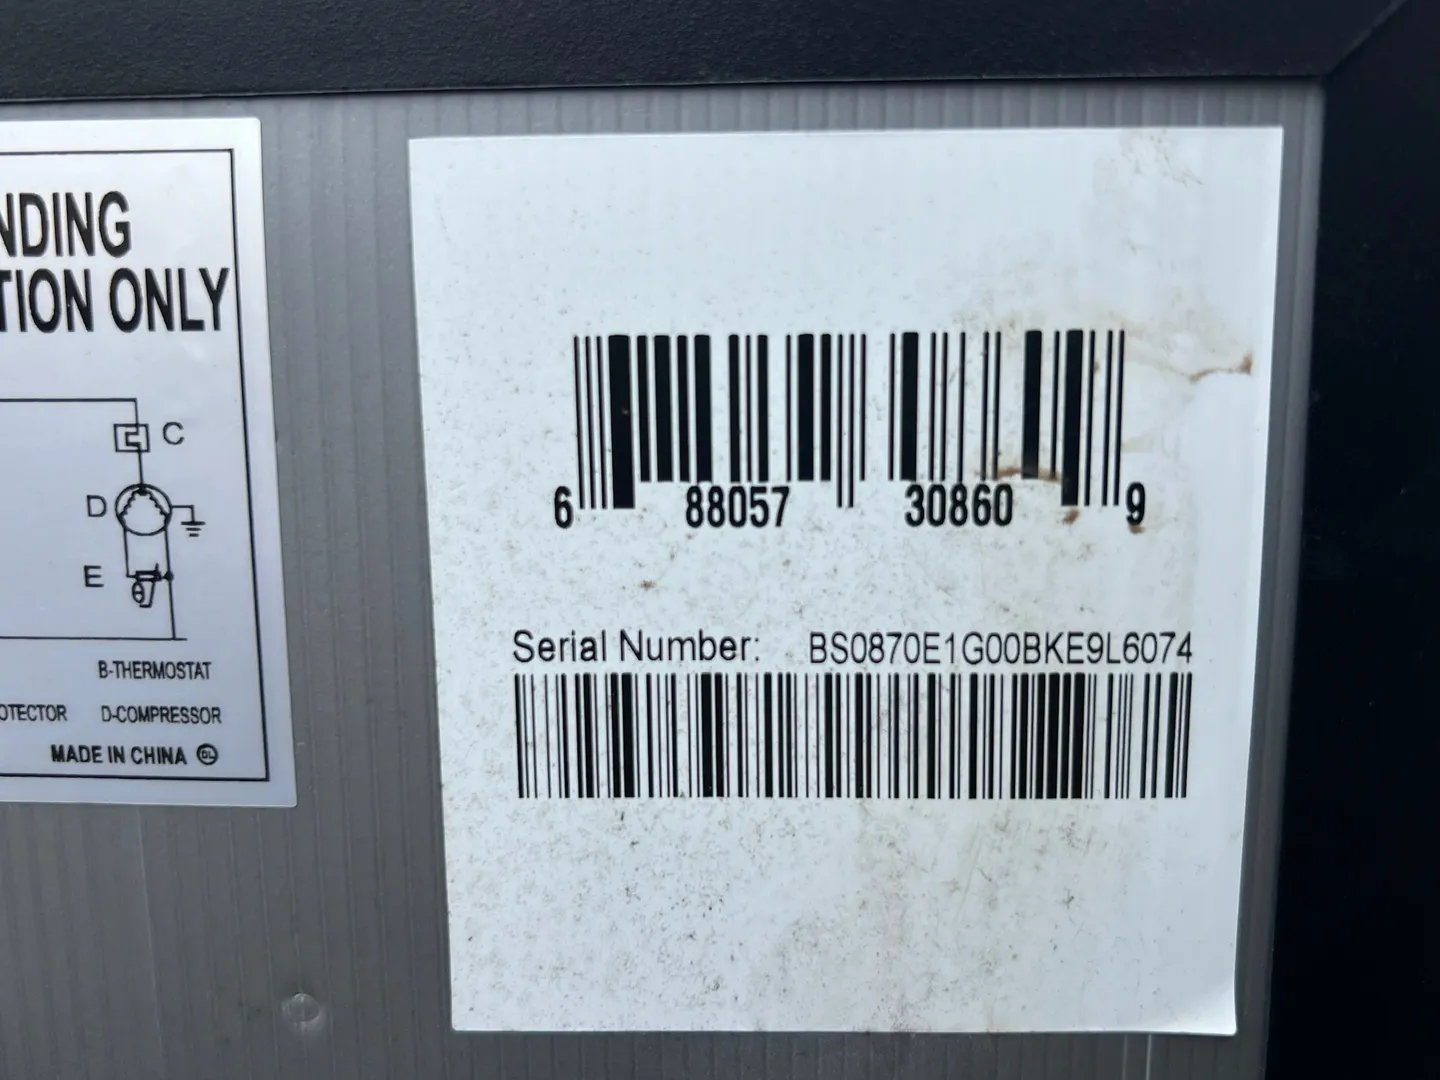 NDING
TION ONLY
C
D
E
B-THERMOSTAT
OTECTOR D-COMPRESSOR
MADE IN CHINA
6 88057 30860 9
Serial Number: BS0870E1G00BKE9L6074